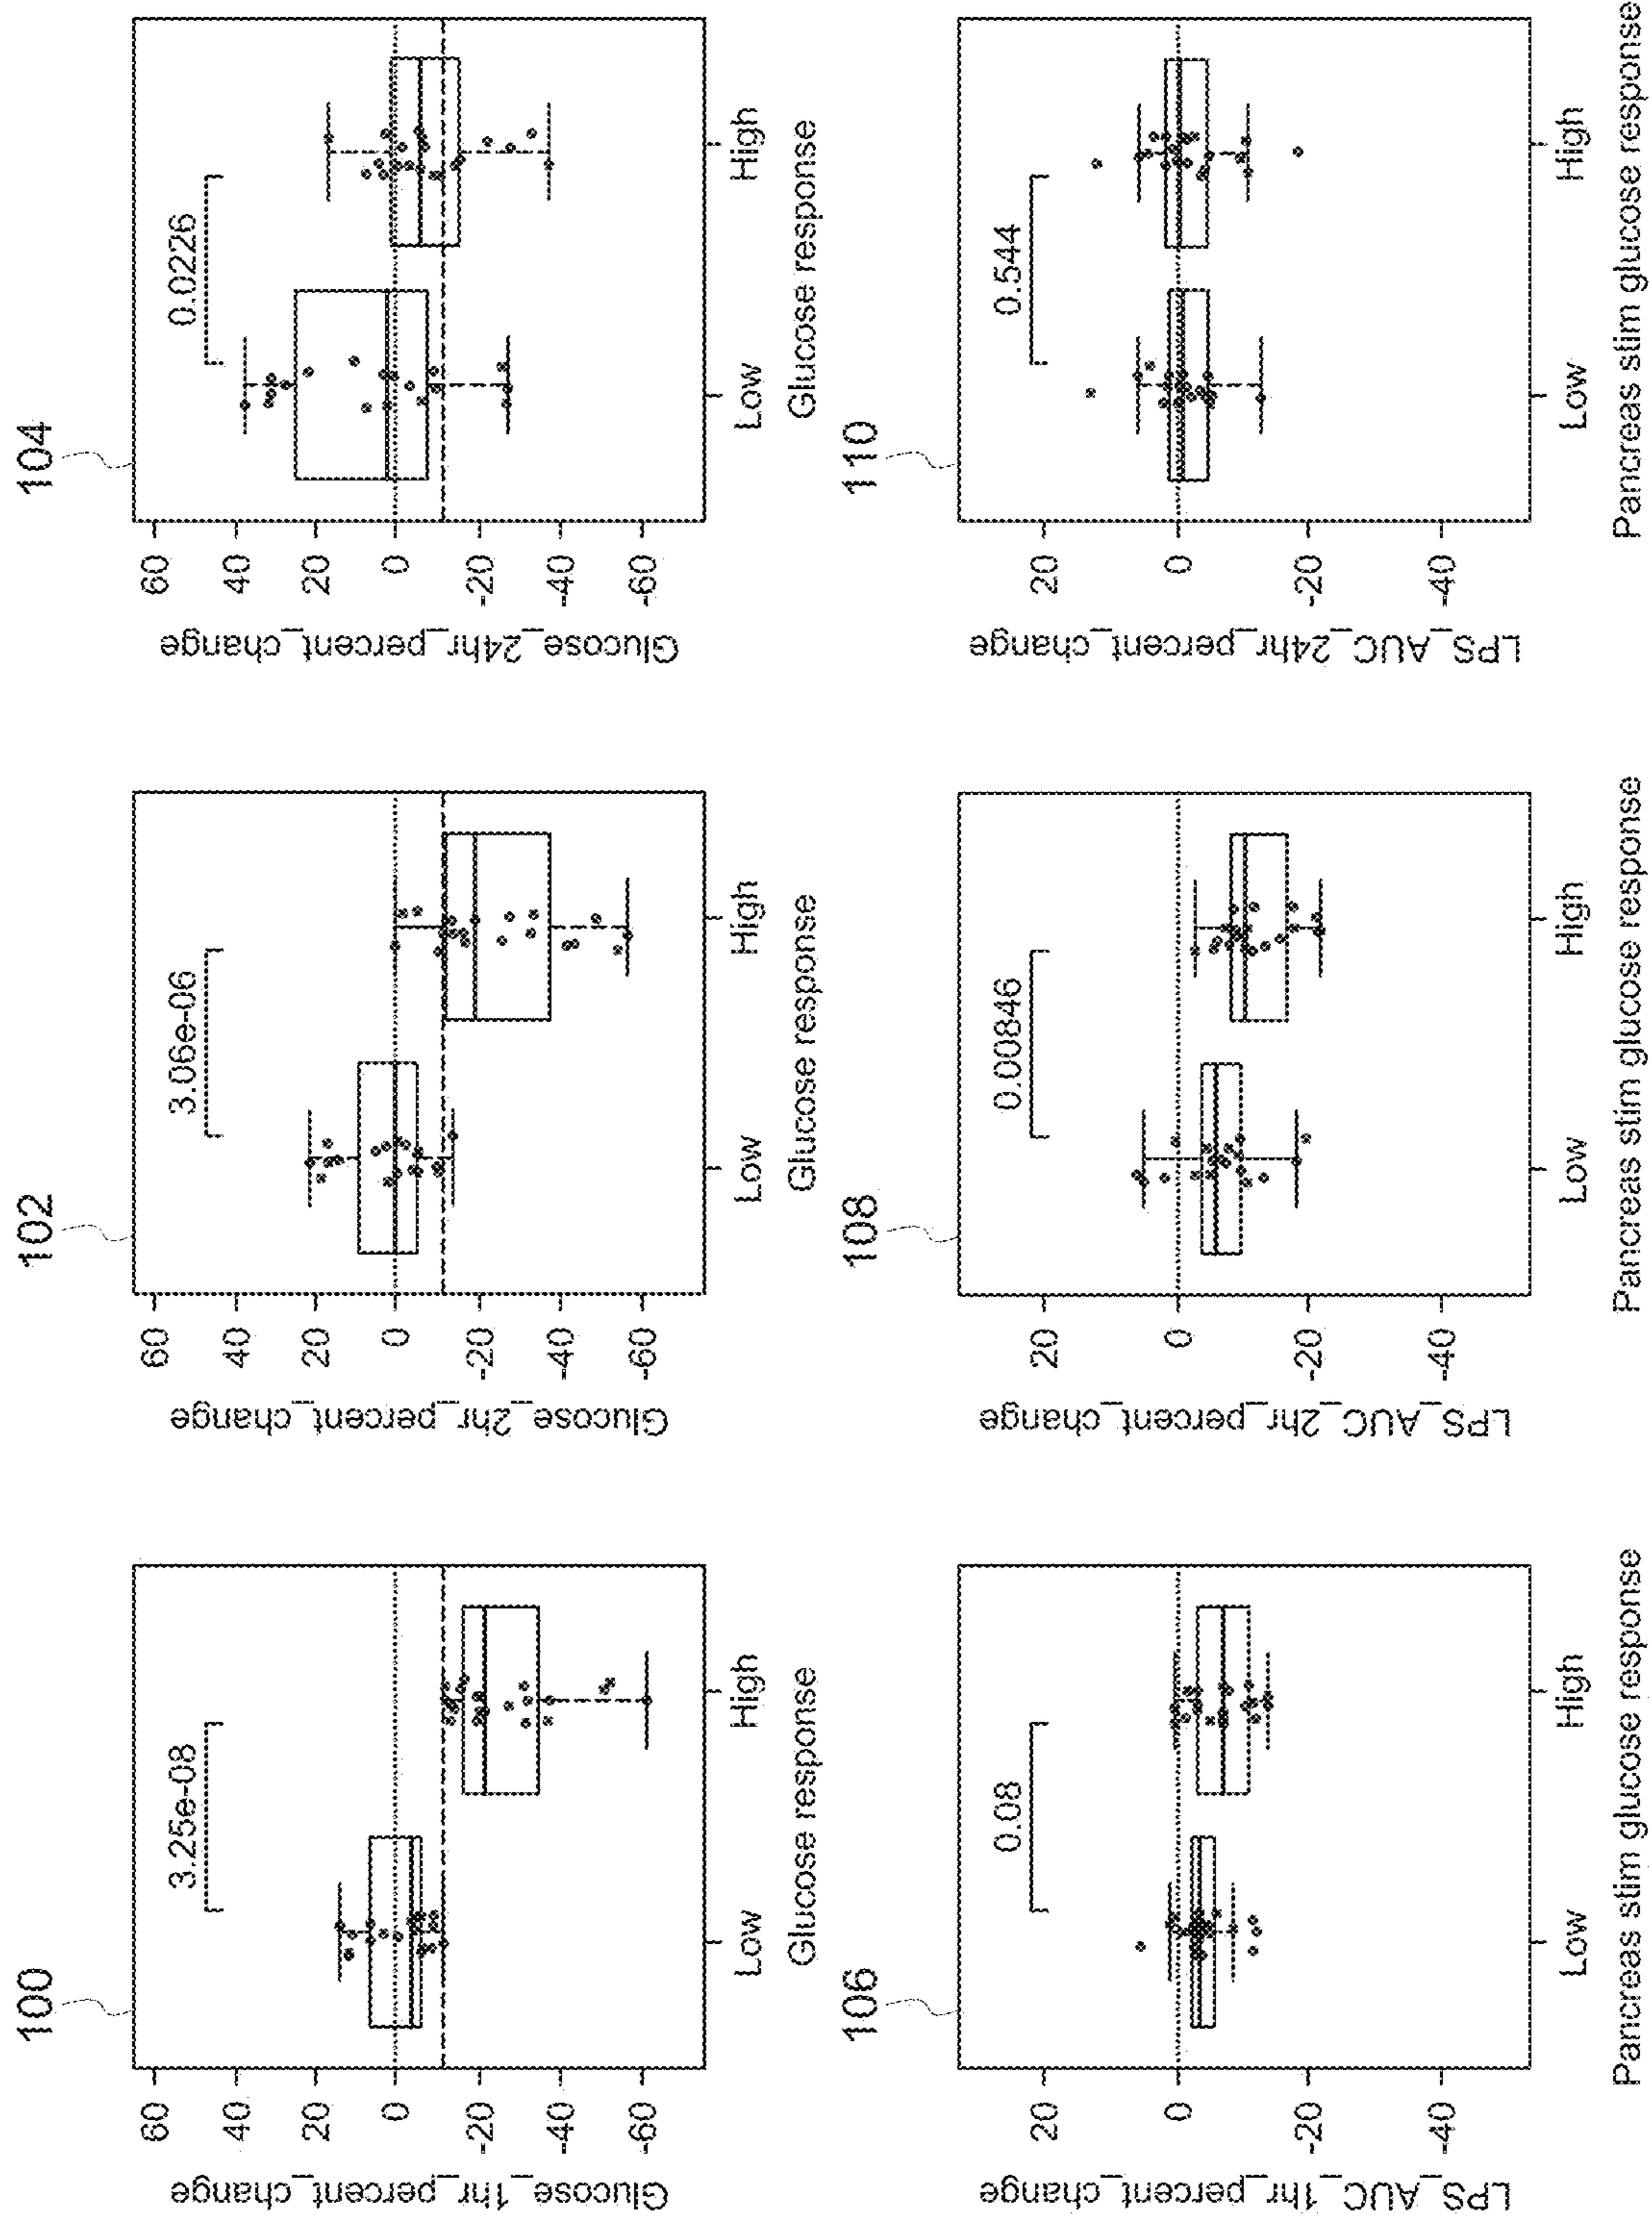 100
Glucose_1hr_percent_change
60
40
20
0
-20
-40
-60
3.25e-08
Low
High
Glucose response
102
Glucose_2hr_percent_change
60
40
20
0
-20
-40
-60
3.06e-06
Low
High
Glucose response
104
Glucose_24hr_percent_change
60
40
20
0
-20
-40
-60
0.0226
Low
High
Glucose response
106
LPS_AUC_1hr_percent_change
20
0
-20
-40
0.08
Low
High
Pancreas stim glucose response
108
LPS_AUC_2hr_percent_change
20
0
-20
-40
0.00846
Low
High
Pancreas stim glucose response
110
LPS_AUC_24hr_percent_change
20
0
-20
-40
0.544
Low
High
Pancreas stim glucose response